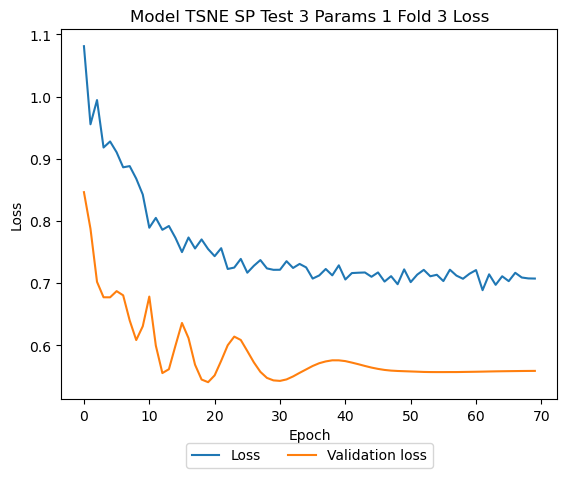 Model TSNE SP Test 3 Params 1 Fold 3 Loss
1.1
1.0
0.9
0.8
0.7
0.6
Loss
0 10 20 30 40 50 60 70
Epoch
Loss Validation loss